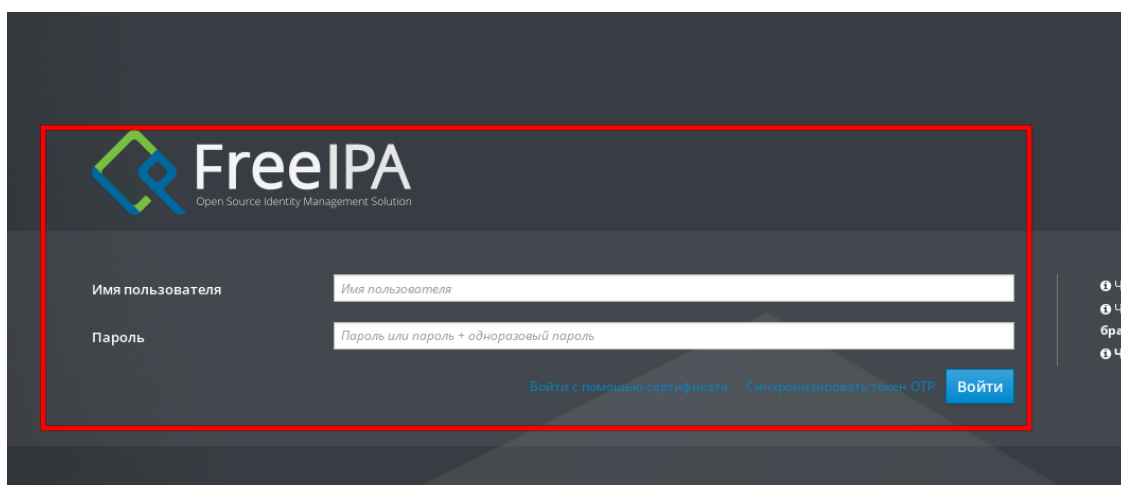 FreeIPA
Open Source Identity Management Solution
Имя пользователя
Имя пользователя
Пароль
Пароль или пароль + одноразовый пароль
Войти с помощью сертификата Синхронизировать токен OTP Войти